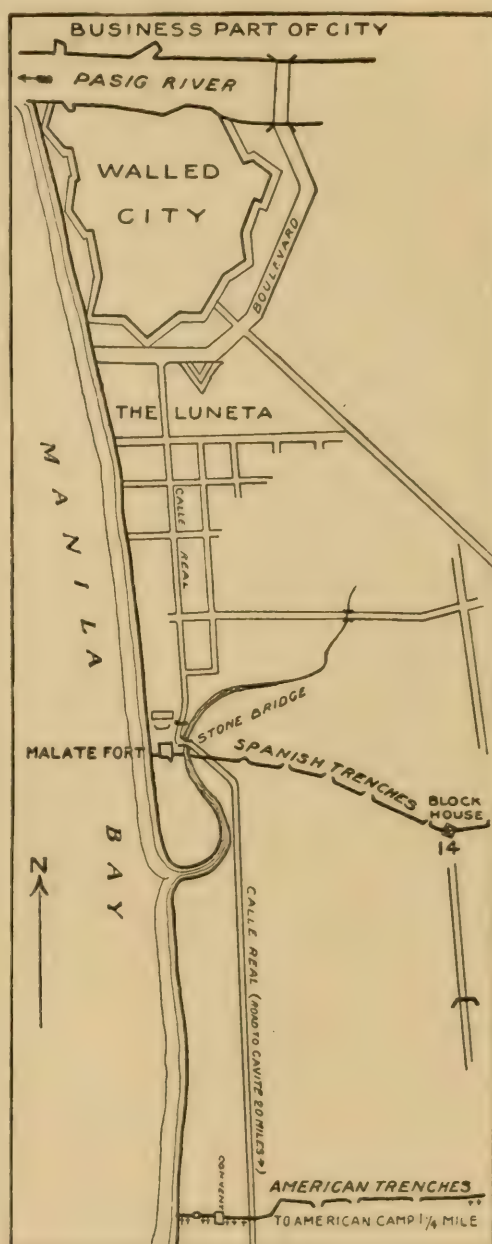 BUSINESS PART OF CITY
PASIG RIVER
WALLED
CITY
BOULEVARD
THE LUNETA
MANILA BAY
CALLE REAL
STONE BRIDGE
MALATE FORT
SPANISH TRENCHES
BLOCK
HOUSE
14
N
CALLE REAL (ROAD TO CAVITE 20 MILES →)
CONVENT
AMERICAN TRENCHES
TO AMERICAN CAMP 1 1/4 MILE